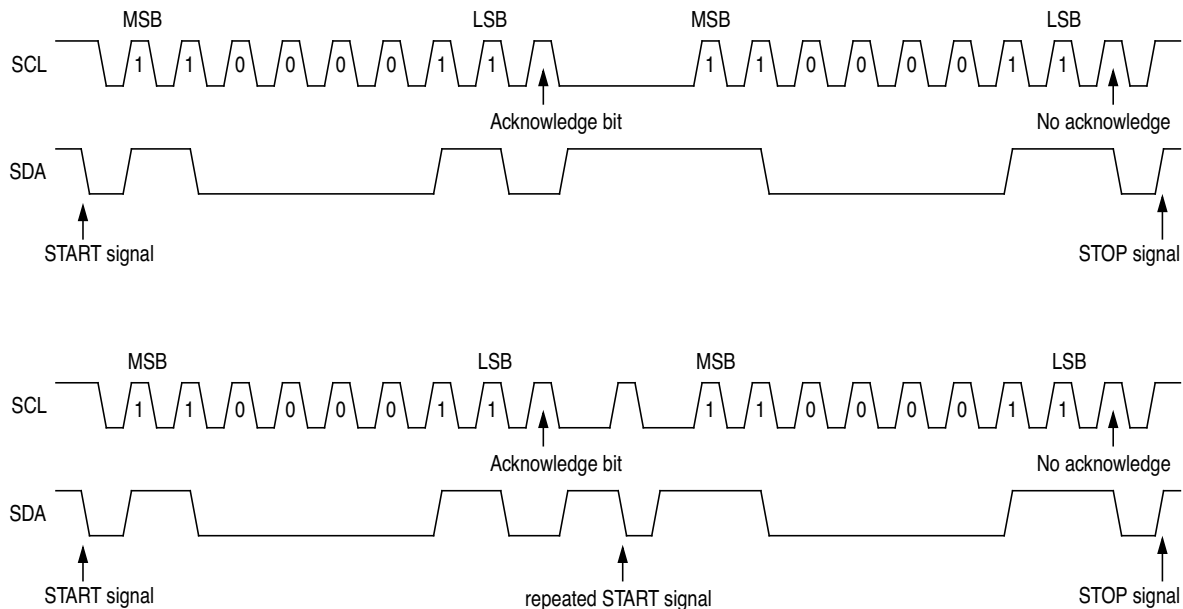 MSB LSB MSB LSB
SCL 1 1 0 0 0 0 1 1 1 1 0 0 0 0 1 1
Acknowledge bit No acknowledge
SDA
START signal STOP signal
MSB LSB MSB LSB
SCL 1 1 0 0 0 0 1 1 1 1 0 0 0 0 1 1
Acknowledge bit No acknowledge
SDA
START signal repeated START signal STOP signal